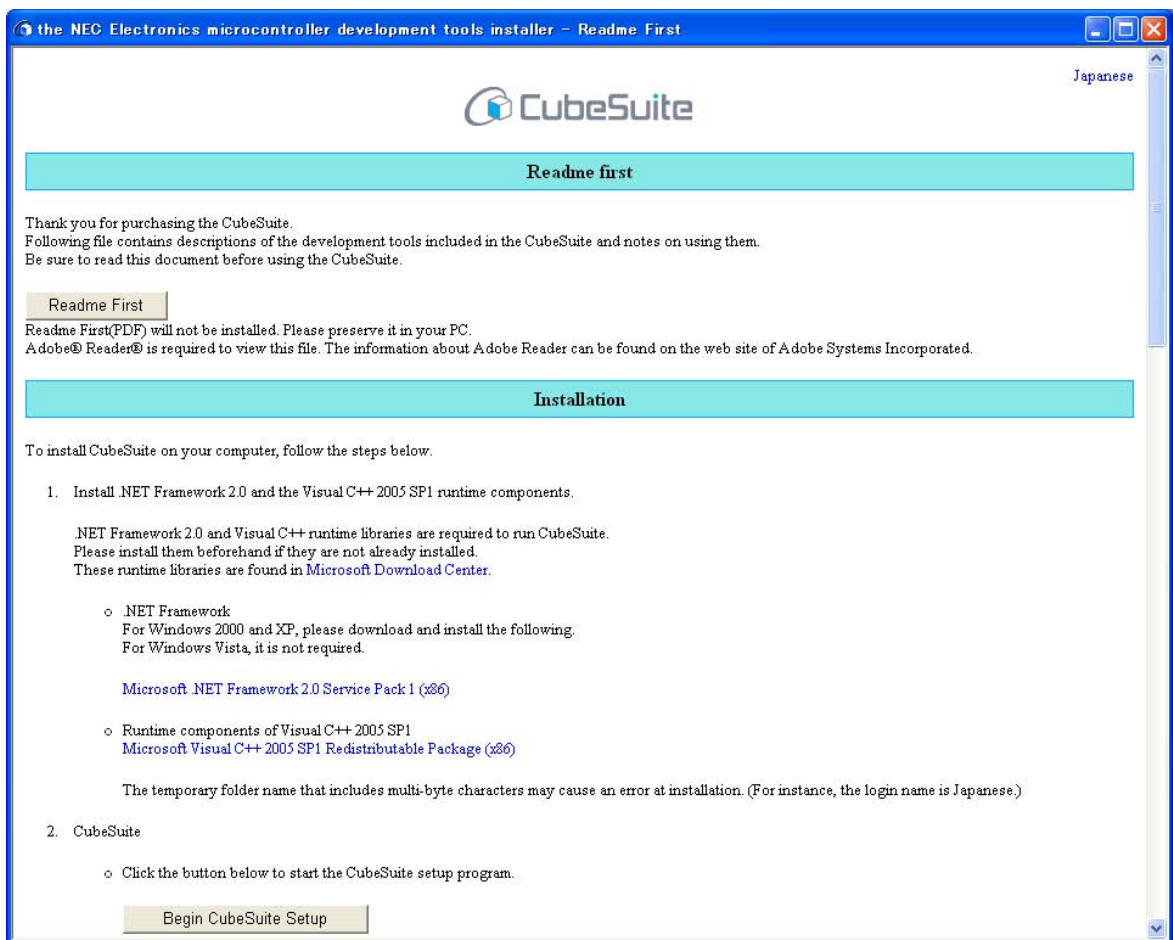 the NEC Electronics microcontroller development tools installer - Readme First
Japanese
CubeSuite
Readme first
Thank you for purchasing the CubeSuite.
Following file contains descriptions of the development tools included in the CubeSuite and notes on using them.
Be sure to read this document before using the CubeSuite.
Readme First
Readme First(PDF) will not be installed. Please preserve it in your PC.
Adobe® Reader® is required to view this file. The information about Adobe Reader can be found on the web site of Adobe Systems Incorporated.
Installation
To install CubeSuite on your computer, follow the steps below.
1. Install .NET Framework 2.0 and the Visual C++ 2005 SP1 runtime components.
.NET Framework 2.0 and Visual C++ runtime libraries are required to run CubeSuite.
Please install them beforehand if they are not already installed.
These runtime libraries are found in Microsoft Download Center.
o .NET Framework
For Windows 2000 and XP, please download and install the following.
For Windows Vista, it is not required.
Microsoft .NET Framework 2.0 Service Pack 1 (x86)
o Runtime components of Visual C++ 2005 SP1
Microsoft Visual C++ 2005 SP1 Redistributable Package (x86)
The temporary folder name that includes multi-byte characters may cause an error at installation. (For instance, the login name is Japanese.)
2. CubeSuite
o Click the button below to start the CubeSuite setup program.
Begin CubeSuite Setup